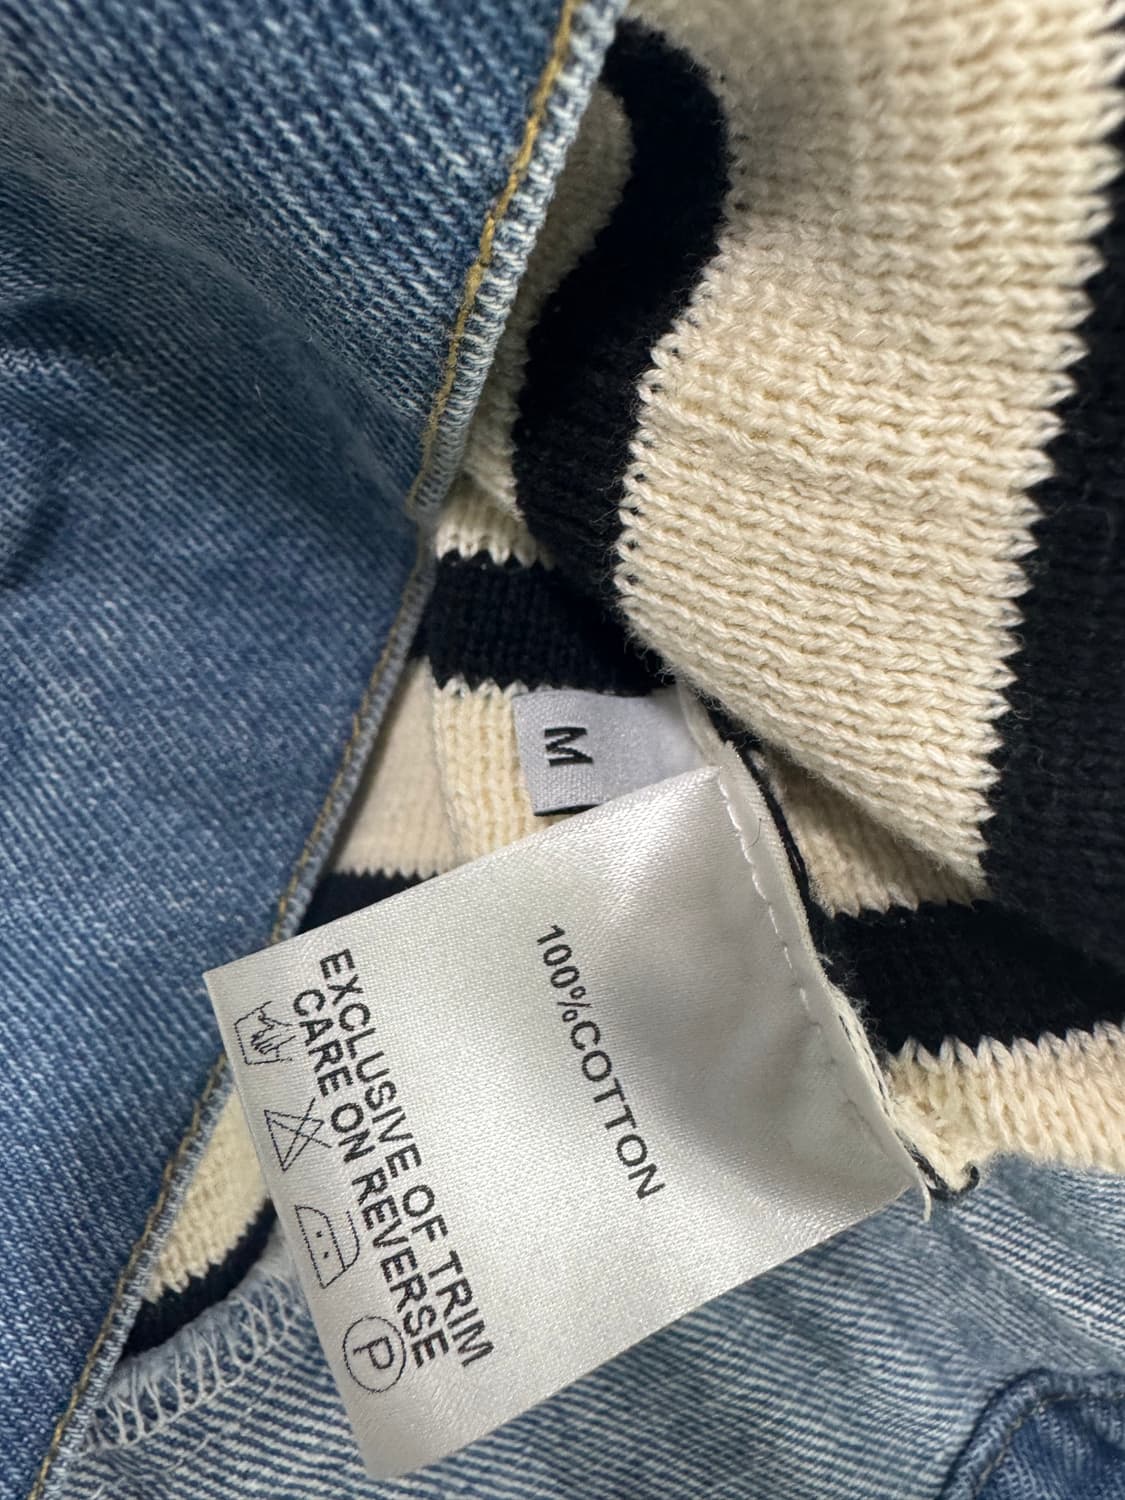 M
100%COTTON
EXCLUSIVE OF TRIM
CARE ON REVERSE
P